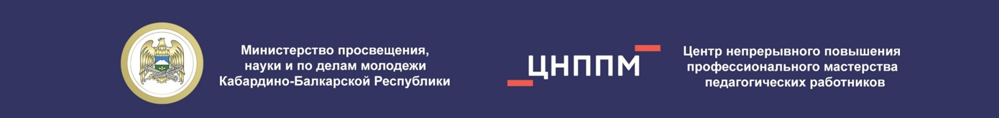 Министерство просвещения,
науки и по делам молодежи
Кабардино-Балкарской Республики
ЦНППМ
Центр непрерывного повышения
профессионального мастерства
педагогических работников